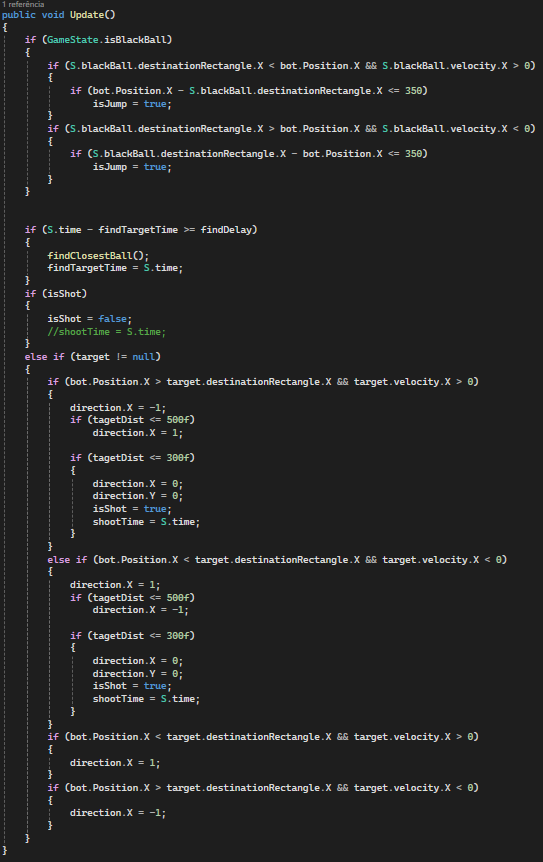 1 referência
public void Update()
{
    if (GameState.isBlackBall)
    {
        if (S.blackBall.destinationRectangle.X < bot.Position.X && S.blackBall.velocity.X > 0)
        {
            if (bot.Position.X - S.blackBall.destinationRectangle.X <= 350)
                isJump = true;
        }
        if (S.blackBall.destinationRectangle.X > bot.Position.X && S.blackBall.velocity.X < 0)
        {
            if (S.blackBall.destinationRectangle.X - bot.Position.X <= 350)
                isJump = true;
        }
    }

    if (S.time - findTargetTime >= findDelay)
    {
        findClosestBall();
        findTargetTime = S.time;
    }
    if (isShot)
    {
        isShot = false;
        //shootTime = S.time;
    }
    else if (target != null)
    {
        if (bot.Position.X > target.destinationRectangle.X && target.velocity.X > 0)
        {
            direction.X = -1;
            if (tagetDist <= 500f)
                direction.X = 1;

            if (tagetDist <= 300f)
            {
                direction.X = 0;
                direction.Y = 0;
                isShot = true;
                shootTime = S.time;
            }
        }
        else if (bot.Position.X < target.destinationRectangle.X && target.velocity.X < 0)
        {
            direction.X = 1;
            if (tagetDist <= 500f)
                direction.X = -1;

            if (tagetDist <= 300f)
            {
                direction.X = 0;
                direction.Y = 0;
                isShot = true;
                shootTime = S.time;
            }
        }
        if (bot.Position.X < target.destinationRectangle.X && target.velocity.X > 0)
        {
            direction.X = 1;
        }
        if (bot.Position.X > target.destinationRectangle.X && target.velocity.X < 0)
        {
            direction.X = -1;
        }
    }
}